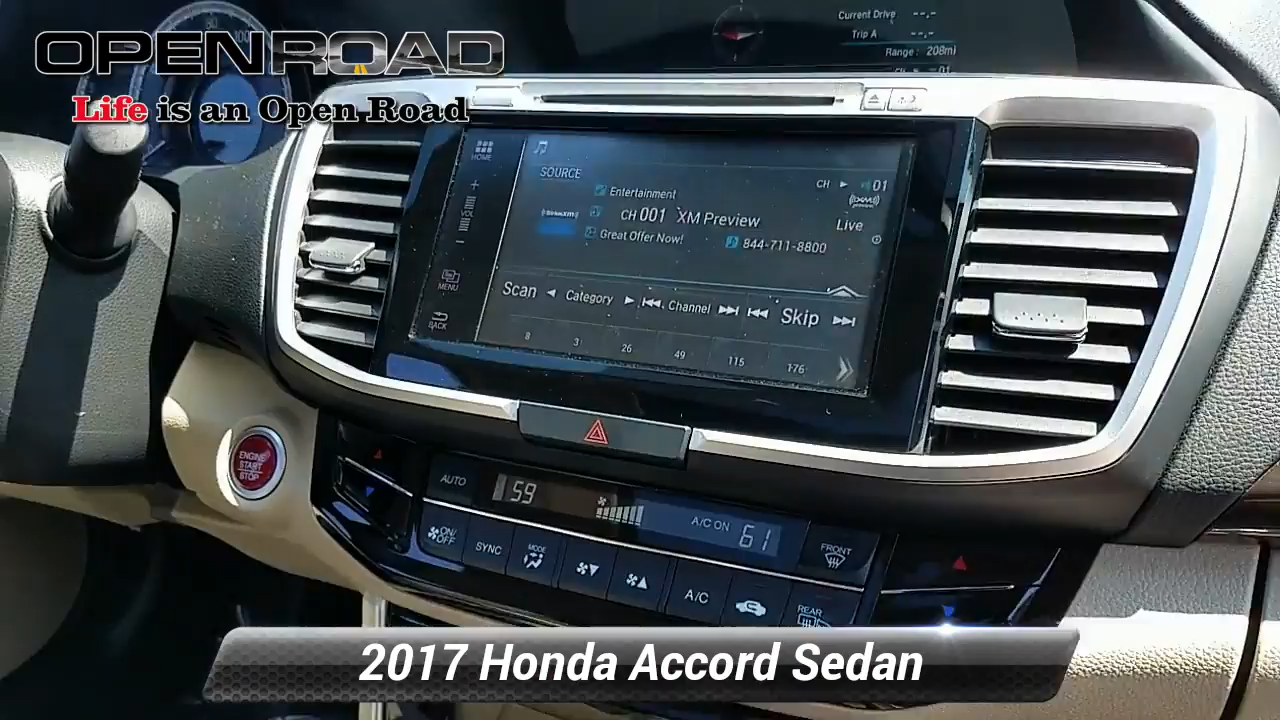 OPENROAD
Life is an Open Road
100
Current Drive --.-
Trip A --.-
Range : 208mi
01
HOME
SOURCE
CH 01
Entertainment
+
VOL
-
SiriusXM
CH 001 XM Preview
Live
Great Offer Now!
844-711-8800
MENU
BACK
Scan Category Channel Skip
8 3 26 49 115 176
ENGINE
START
STOP
AUTO
59
A/C ON 61
ON/
OFF
SYNC
MODE
A/C
FRONT
REAR
2017 Honda Accord Sedan